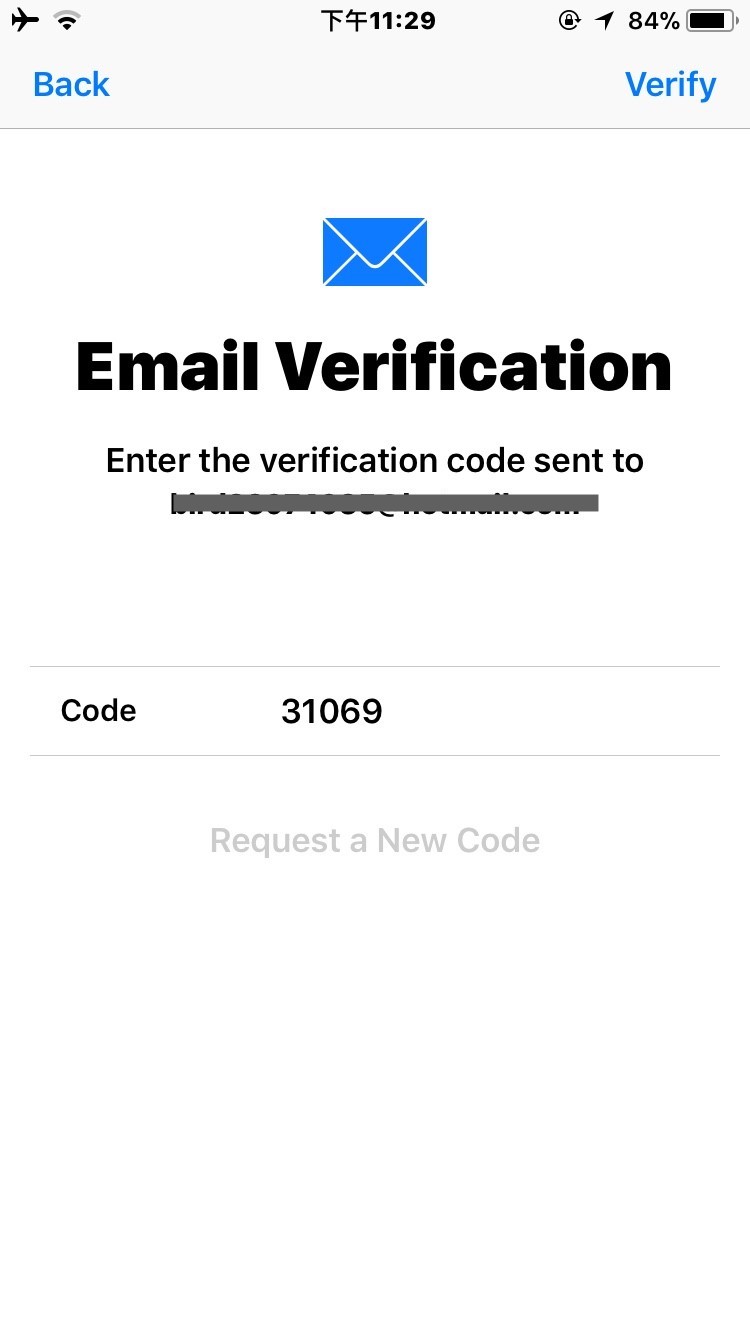 下午11:29
84%
Back
Verify
Email Verification
Enter the verification code sent to
Code
31069
Request a New Code